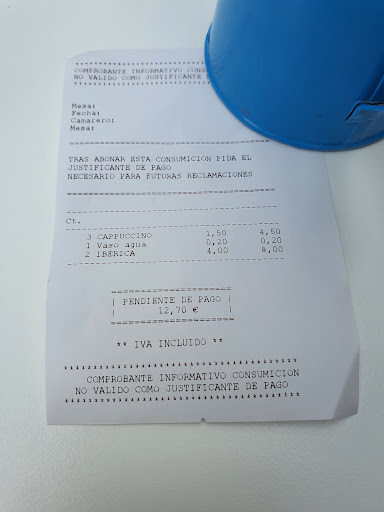 ****************************
COMPROBANTE INFORMATIVO CONS
NO VALIDO COMO JUSTIFICANTE
****************************
Mesa:
Fecha:
Camarero:
Mesa:
========================================
TRAS ABONAR ESTA CONSUMICION PIDA EL
JUSTIFICANTE DE PAGO
NECESARIO PARA FUTURAS RECLAMACIONES
========================================
----------------------------------------
Ct.
----------------------------------------
3 CAPPUCCINO 1,50 4,50
1 Vaso agua 0,20 0,20
2 IBERICA 4,00 8,00
----------------------------------------
=====================
| PENDIENTE DE PAGO |
| 12,70 € |
=====================
** IVA INCLUIDO **
****************************************
COMPROBANTE INFORMATIVO CONSUMICION
NO VALIDO COMO JUSTIFICANTE DE PAGO
****************************************